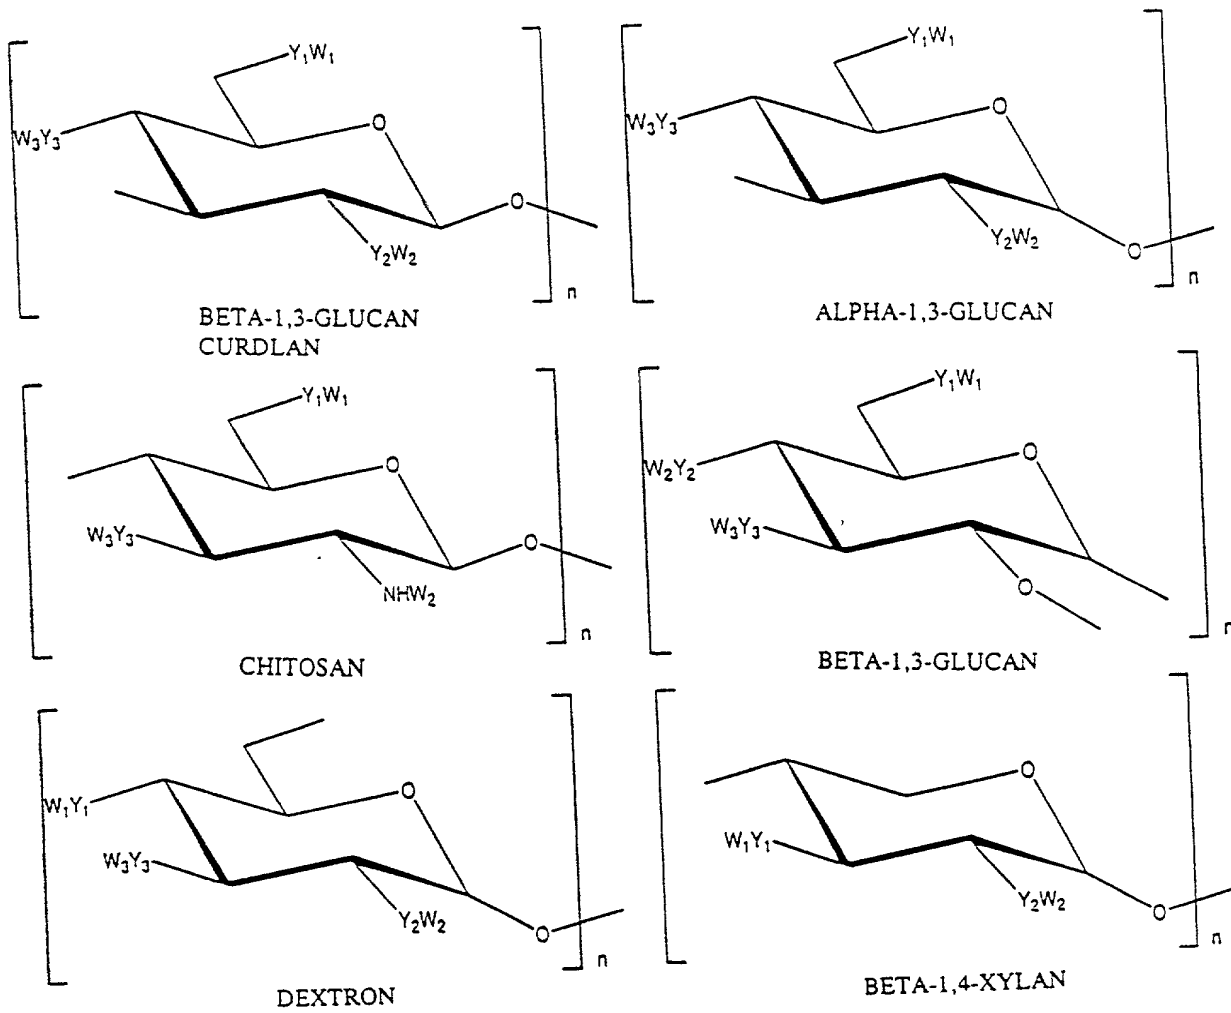 Y₁W₁
W₃Y₃
O
O
Y₂W₂
n
BETA-1,3-GLUCAN
CURDLAN
Y₁W₁
W₃Y₃
O
Y₂W₂
O
n
ALPHA-1,3-GLUCAN
Y₁W₁
O
W₃Y₃
O
NHW₂
n
CHITOSAN
Y₁W₁
W₂Y₂
O
W₃Y₃
O
n
BETA-1,3-GLUCAN
W₁Y₁
O
W₃Y₃
Y₂W₂
O
n
DEXTRON
O
W₁Y₁
Y₂W₂
O
n
BETA-1,4-XYLAN